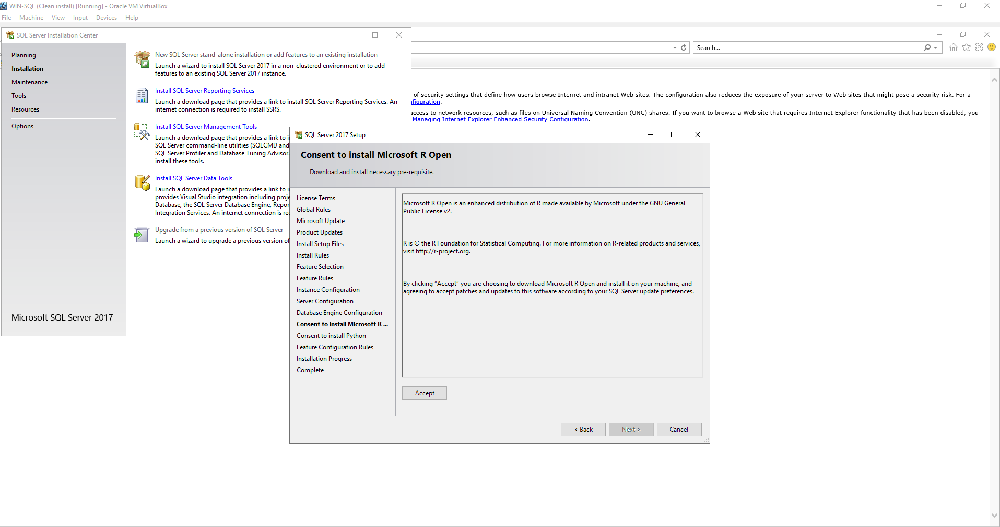 WIN-SQL (Clean install) [Running] - Oracle VM VirtualBox
File Machine View Input Devices Help
SQL Server Installation Center
Search...
Planning
Installation
Maintenance
Tools
Resources
Options
Microsoft SQL Server 2017
New SQL Server stand-alone installation or add features to an existing installation
Launch a wizard to install SQL Server 2017 in a non-clustered environment or to add
features to an existing SQL Server 2017 instance.
Install SQL Server Reporting Services
Launch a download page that provides a link to install SQL Server Reporting Services. An
internet connection is required to install SSRS.
Install SQL Server Management Tools
Launch a download page that provides a link to i
SQL Server command-line utilities (SQLCMD and
SQL Server Profiler and Database Tuning Advisor.
install these tools.
Install SQL Server Data Tools
Launch a download page that provides a link to i
provides Visual Studio integration including proje
Database, the SQL Server Database Engine, Repor
Integration Services. An internet connection is re
Upgrade from a previous version of SQL Server
Launch a wizard to upgrade a previous version of
of security settings that define how users browse Internet and intranet Web sites. The configuration also reduces the exposure of your server to Web sites that might pose a security risk. For a
nfiguration.
access to network resources, such as files on Universal Naming Convention (UNC) shares. If you want to browse a Web site that requires Internet Explorer functionality that has been disabled, you
Managing Internet Explorer Enhanced Security Configuration.
SQL Server 2017 Setup
Consent to install Microsoft R Open
Download and install necessary pre-requisite.
License Terms
Global Rules
Microsoft Update
Product Updates
Install Setup Files
Install Rules
Feature Selection
Feature Rules
Instance Configuration
Server Configuration
Database Engine Configuration
Consent to install Microsoft R ...
Consent to install Python
Feature Configuration Rules
Installation Progress
Complete
Microsoft R Open is an enhanced distribution of R made available by Microsoft under the GNU General
Public License v2.
R is © the R Foundation for Statistical Computing. For more information on R-related products and services,
visit http://r-project.org.
By clicking “Accept” you are choosing to download Microsoft R Open and install it on your machine, and
agreeing to accept patches and updates to this software according to your SQL Server update preferences.
Accept
< Back Next > Cancel